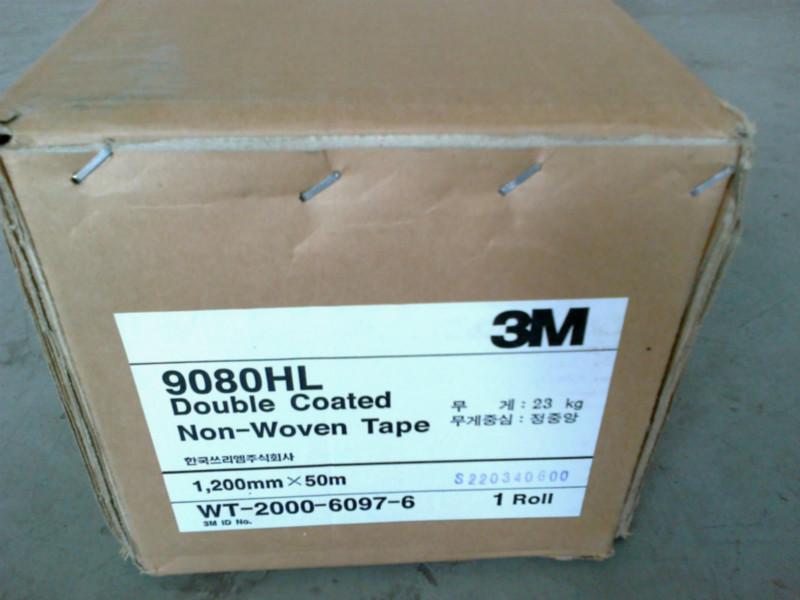 3M
9080HL
Double Coated
Non-Woven Tape
무 게 : 23 kg
무게중심 : 정중앙
한국쓰리엠주식회사
1,200mm×50m
S220340600
WT-2000-6097-6
1 Roll
3M ID No.